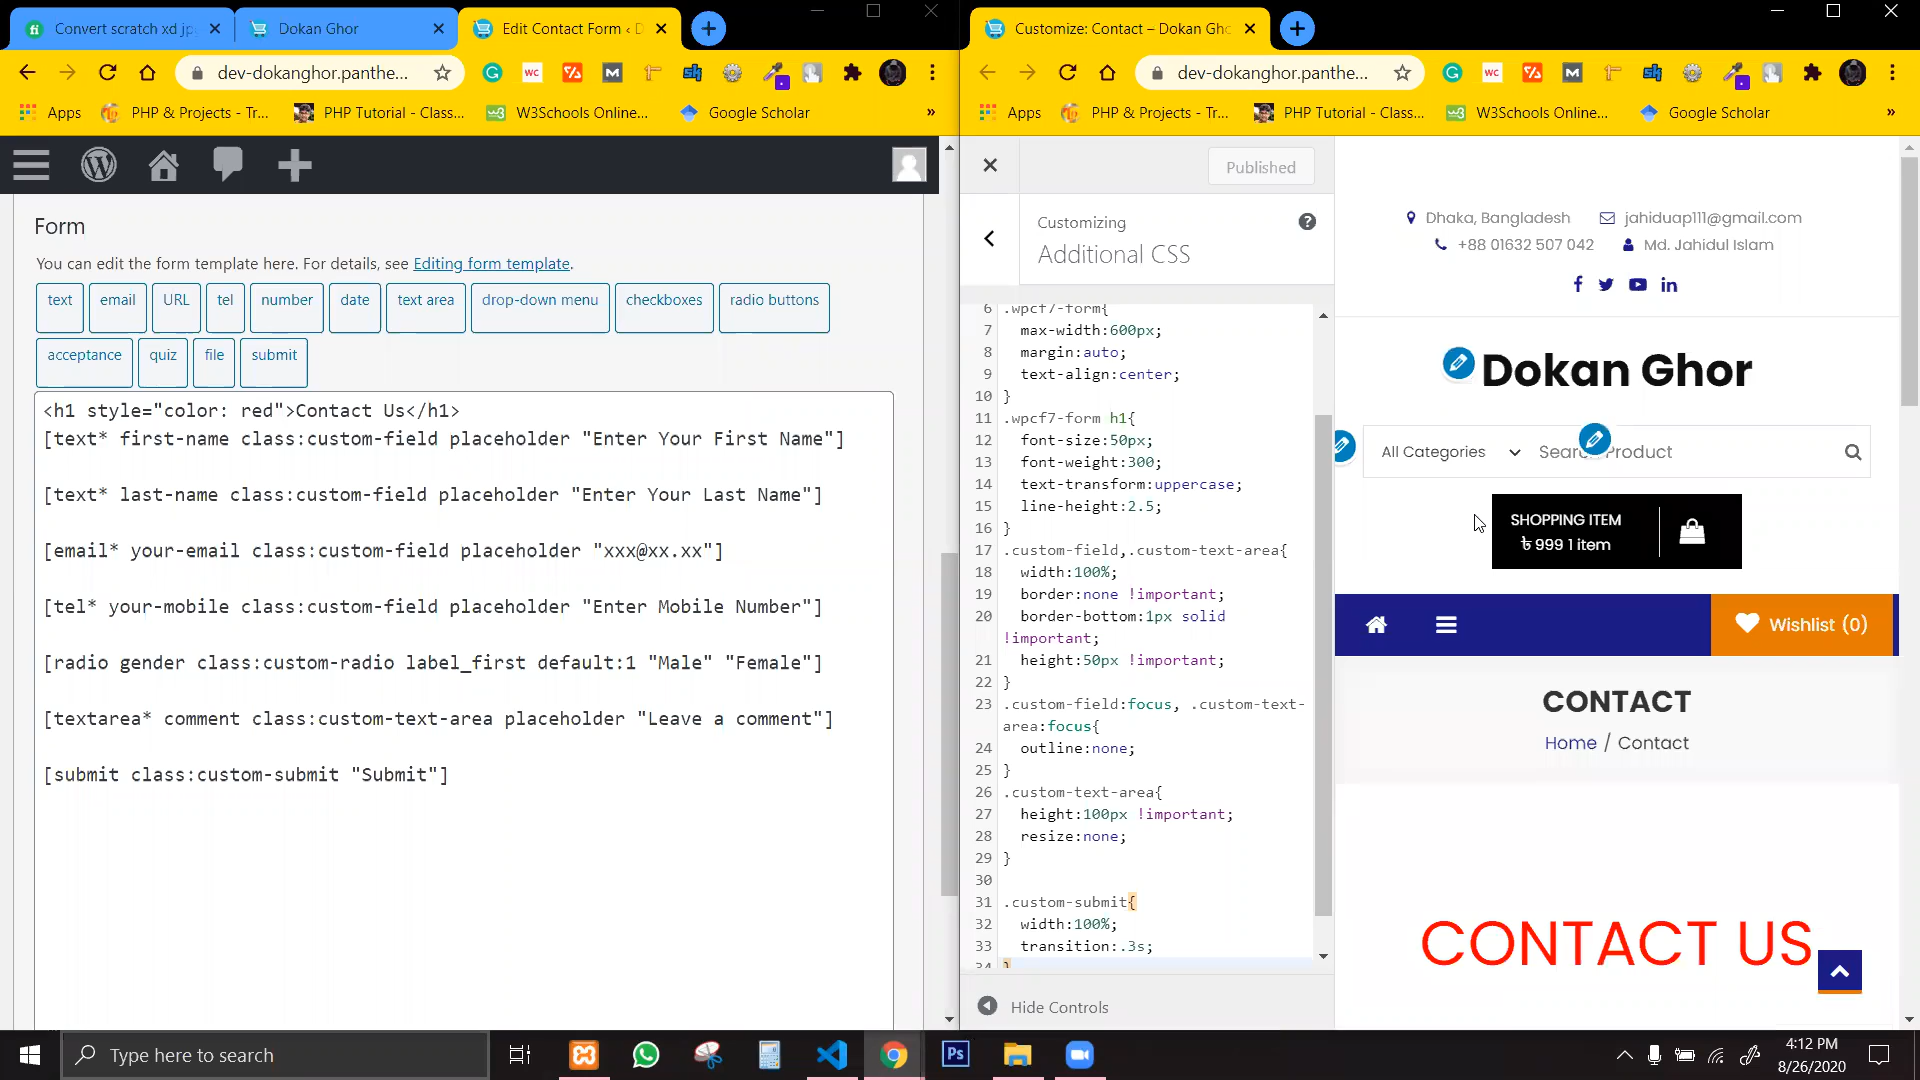 Convert scratch xd jp
Dokan Ghor
Edit Contact Form ‹ D
Customize: Contact – Dokan Gho
dev-dokanghor.panthe...
dev-dokanghor.panthe...
Apps
PHP & Projects - Tr...
PHP Tutorial - Class...
W3Schools Online...
Google Scholar
»
Apps
PHP & Projects - Tr...
PHP Tutorial - Class...
W3Schools Online...
Google Scholar
»
Form
You can edit the form template here. For details, see Editing form template.
text
email
URL
tel
number
date
text area
drop-down menu
checkboxes
radio buttons
acceptance
quiz
file
submit
<h1 style="color: red">Contact Us</h1>
[text* first-name class:custom-field placeholder "Enter Your First Name"]
[text* last-name class:custom-field placeholder "Enter Your Last Name"]
[email* your-email class:custom-field placeholder "xxx@xx.xx"]
[tel* your-mobile class:custom-field placeholder "Enter Mobile Number"]
[radio gender class:custom-radio label_first default:1 "Male" "Female"]
[textarea* comment class:custom-text-area placeholder "Leave a comment"]
[submit class:custom-submit "Submit"]
Published
Customizing
Additional CSS
6 .wpcf7-form{
7 max-width:600px;
8 margin:auto;
9 text-align:center;
10 }
11 .wpcf7-form h1{
12 font-size:50px;
13 font-weight:300;
14 text-transform:uppercase;
15 line-height:2.5;
16 }
17 .custom-field,.custom-text-area{
18 width:100%;
19 border:none !important;
20 border-bottom:1px solid
!important;
21 height:50px !important;
22 }
23 .custom-field:focus, .custom-text-
area:focus{
24 outline:none;
25 }
26 .custom-text-area{
27 height:100px !important;
28 resize:none;
29 }
30
31 .custom-submit{
32 width:100%;
33 transition:.3s;
34 }
Hide Controls
Dhaka, Bangladesh
jahiduap111@gmail.com
+88 01632 507 042
Md. Jahidul Islam
Dokan Ghor
All Categories
Search Product
SHOPPING ITEM
৳ 999 1 item
Wishlist (0)
CONTACT
Home / Contact
CONTACT US
Type here to search
4:12 PM
8/26/2020